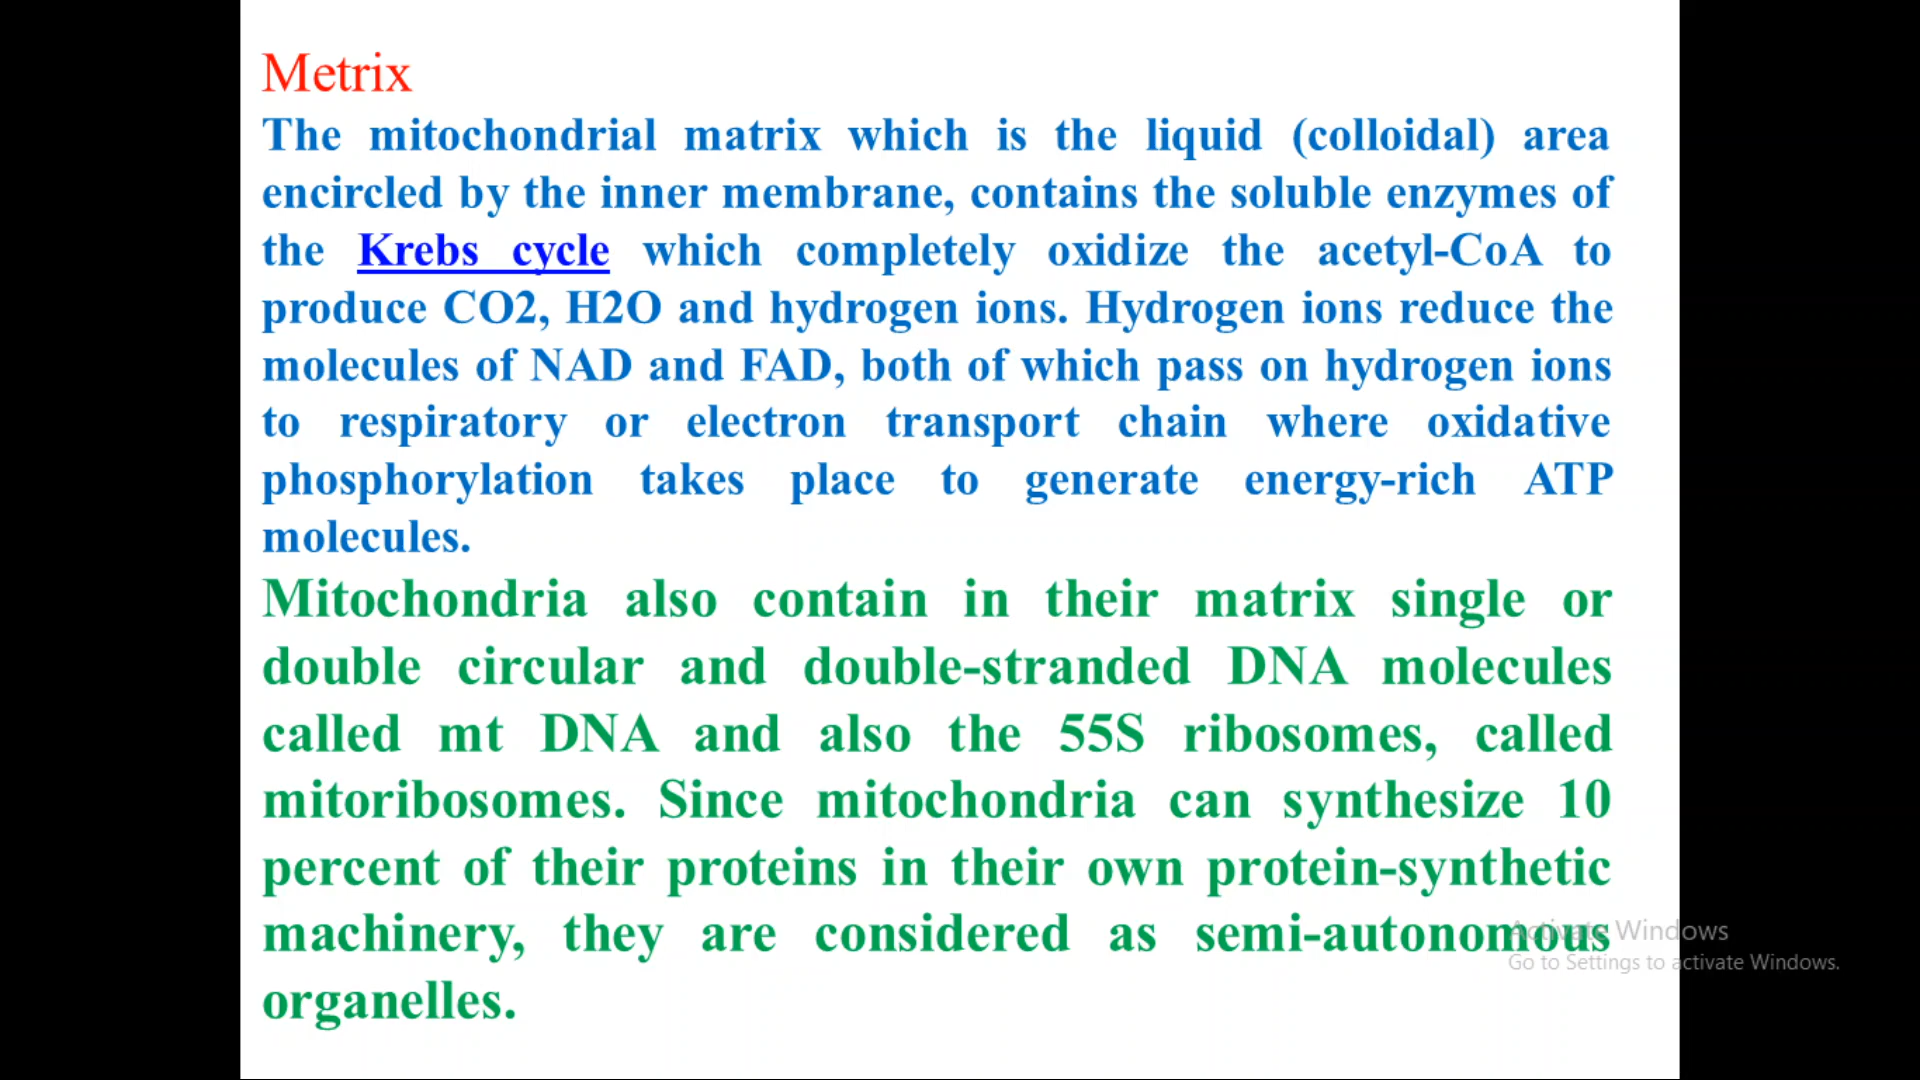 Metrix
The mitochondrial matrix which is the liquid (colloidal) area
encircled by the inner membrane, contains the soluble enzymes of
the Krebs cycle which completely oxidize the acetyl-CoA to
produce CO2, H2O and hydrogen ions. Hydrogen ions reduce the
molecules of NAD and FAD, both of which pass on hydrogen ions
to respiratory or electron transport chain where oxidative
phosphorylation takes place to generate energy-rich ATP
molecules.
Mitochondria also contain in their matrix single or
double circular and double-stranded DNA molecules
called mt DNA and also the 55S ribosomes, called
mitoribosomes. Since mitochondria can synthesize 10
percent of their proteins in their own protein-synthetic
machinery, they are considered as semi-autonomous
organelles.
Activate Windows
Go to Settings to activate Windows.